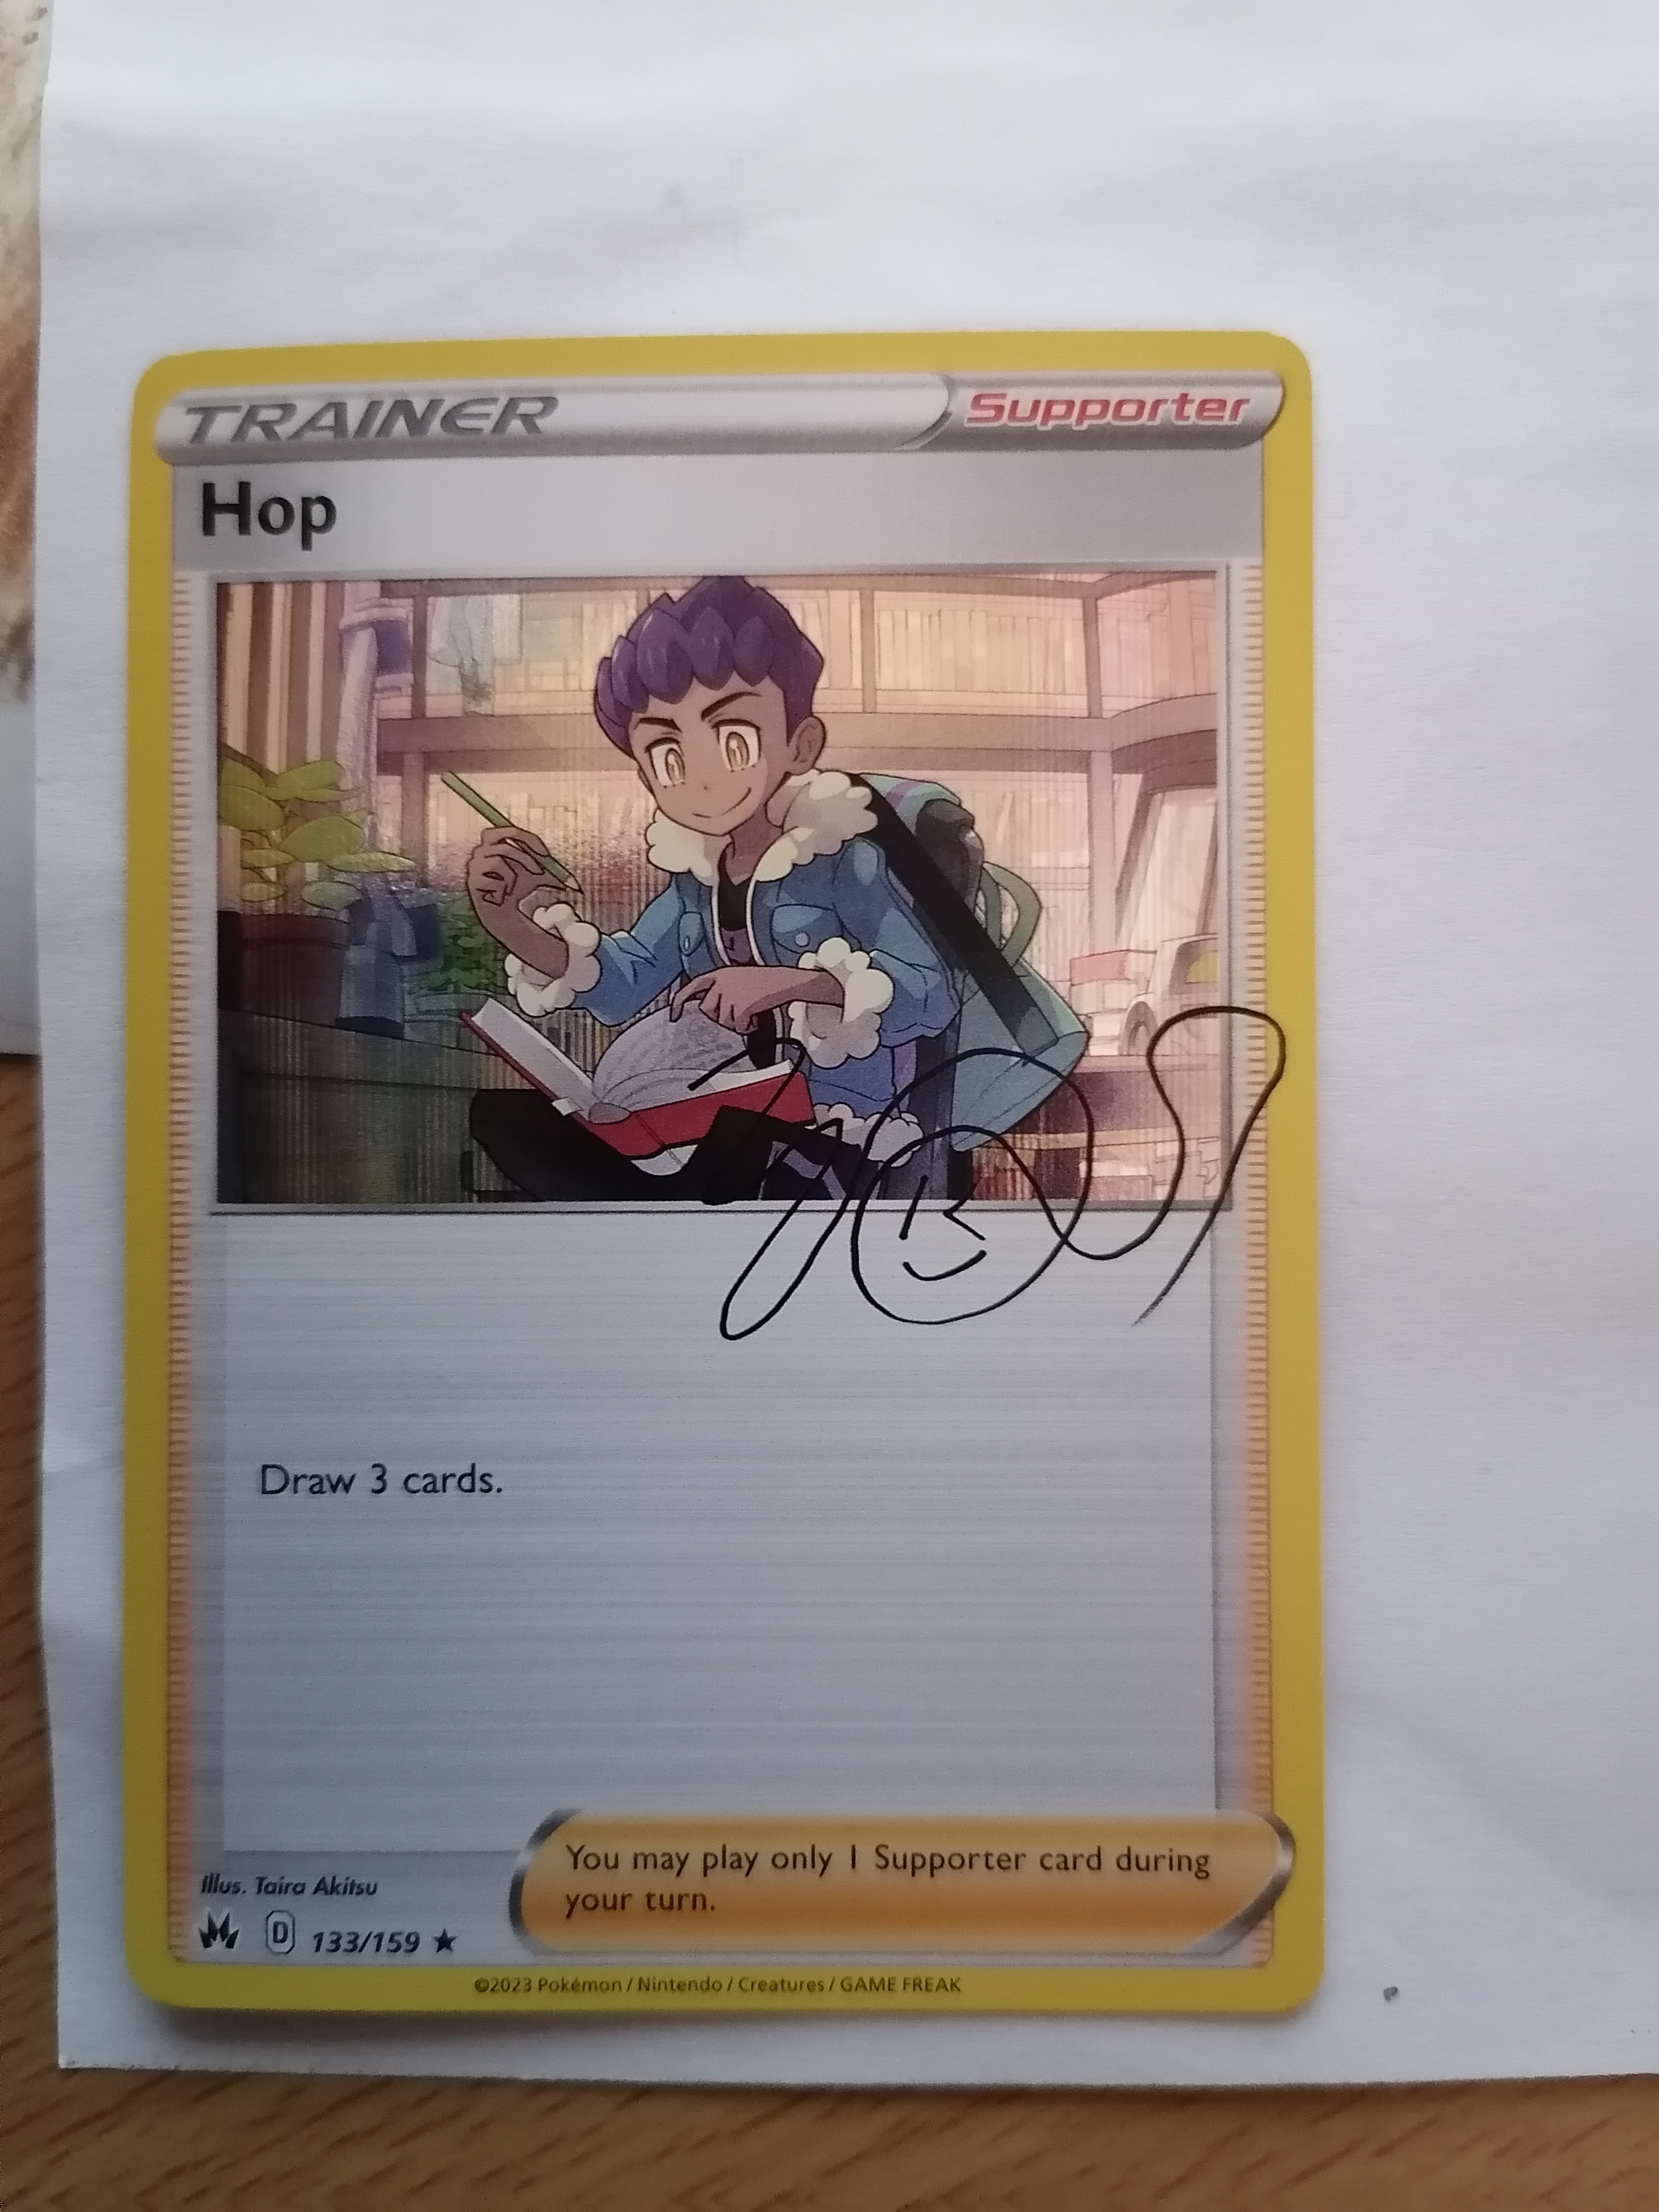 TRAINER Supporter
Hop
Draw 3 cards.
You may play only 1 Supporter card during
your turn.
Illus. Taira Akitsu
D 133/159 ★
©2023 Pokémon / Nintendo / Creatures / GAME FREAK